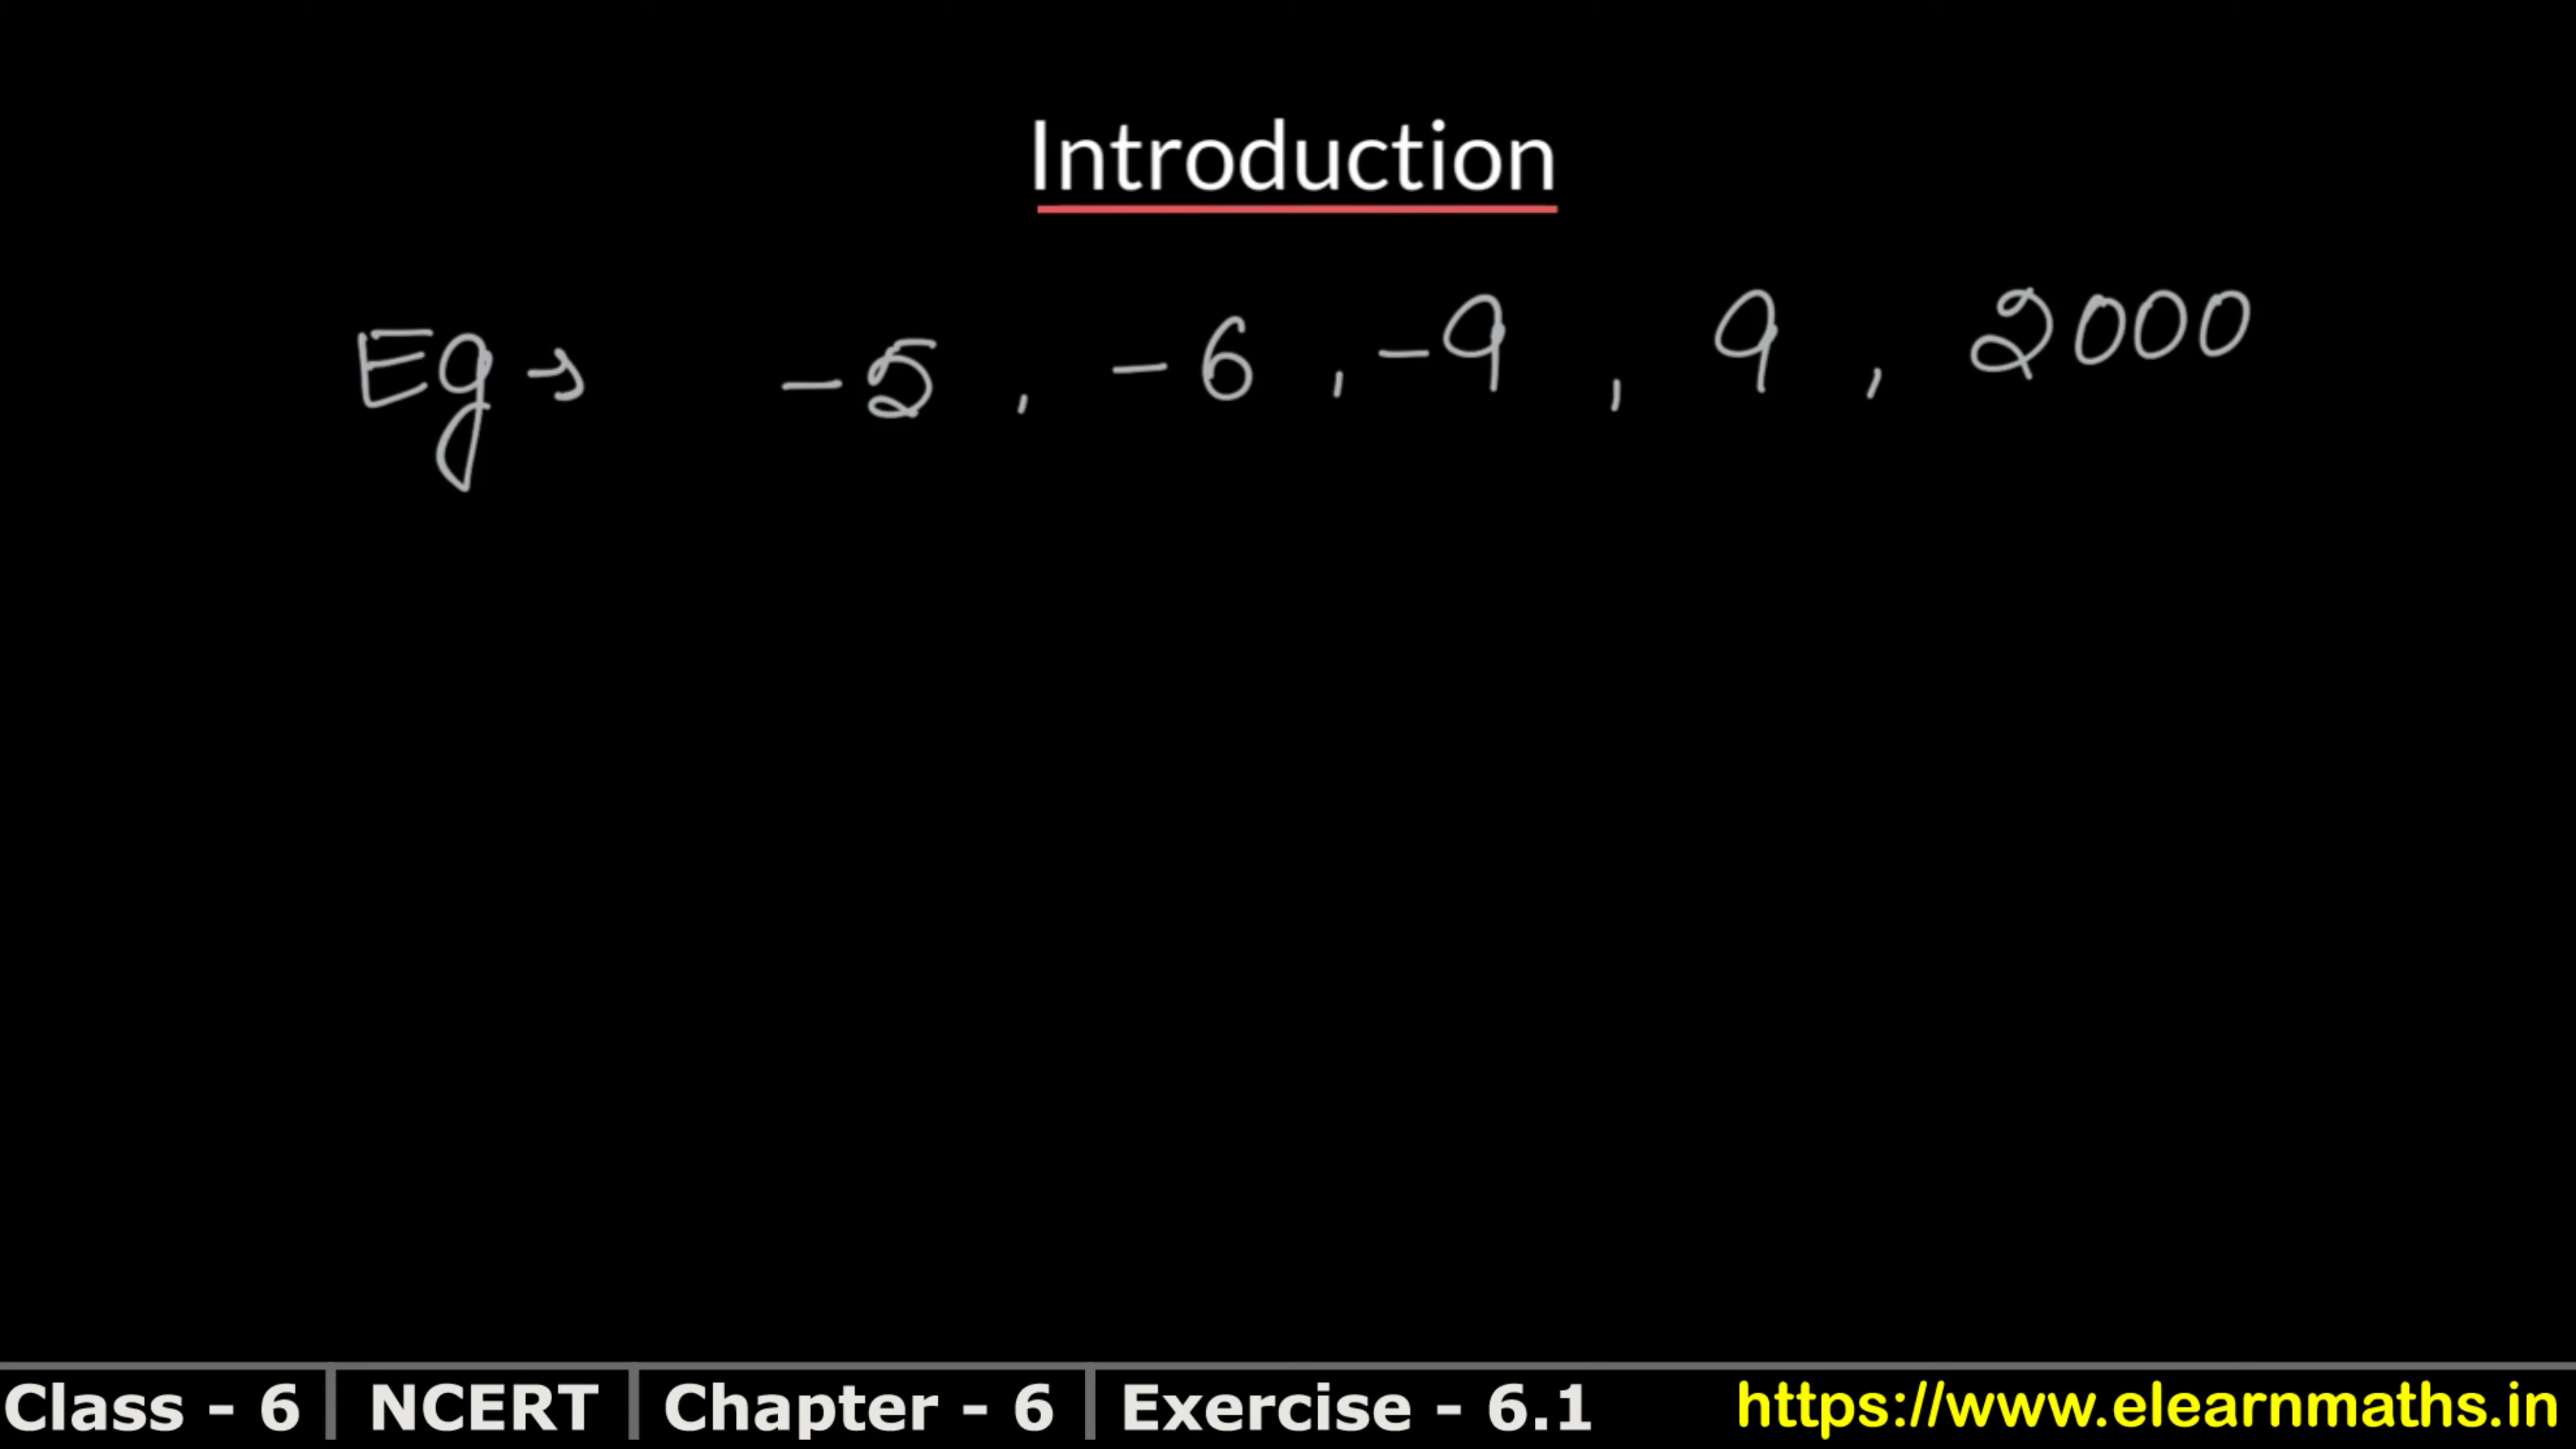 Introduction
Eg → -5 , -6 , -9 , 9 , 2000
Class - 6 | NCERT | Chapter - 6 | Exercise - 6.1 https://www.elearnmaths.in